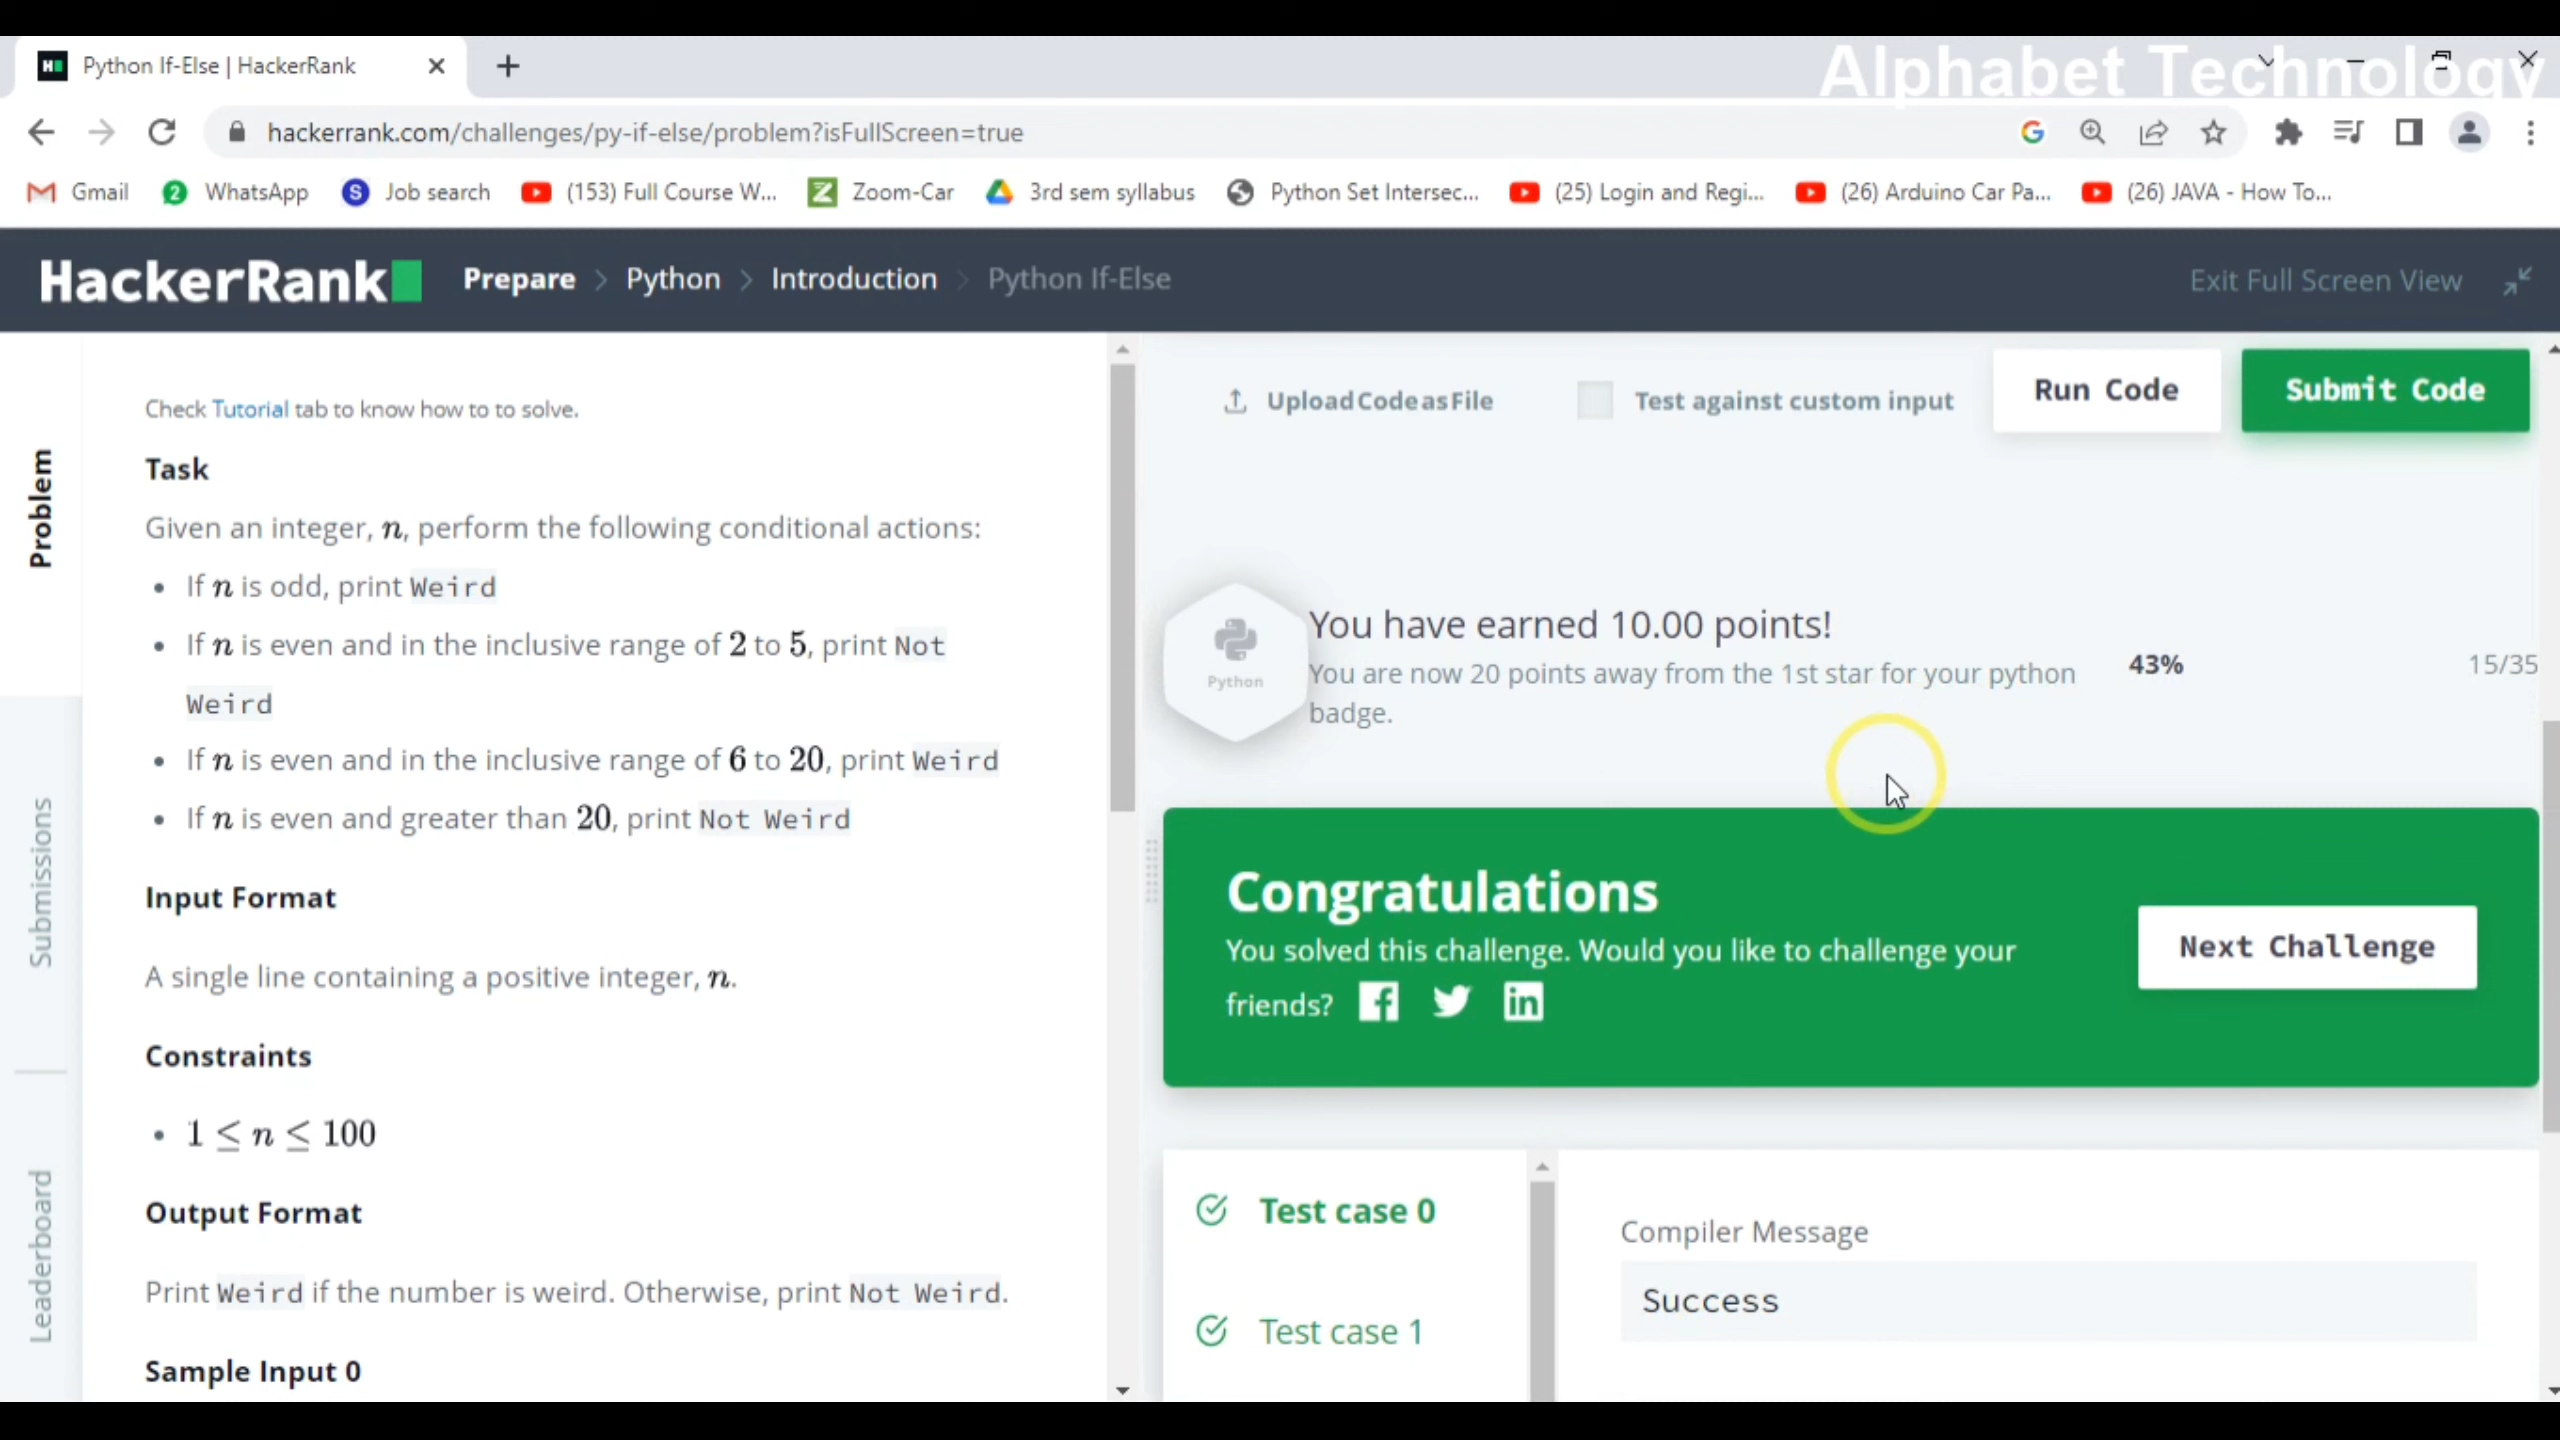 Python If-Else | HackerRank
Alphabet Technology
hackerrank.com/challenges/py-if-else/problem?isFullScreen=true
Gmail
WhatsApp
Job search
(153) Full Course W...
Zoom-Car
3rd sem syllabus
Python Set Intersec...
(25) Login and Regi...
(26) Arduino Car Pa...
(26) JAVA - How To...
HackerRank
Prepare > Python > Introduction > Python If-Else
Exit Full Screen View
Problem
Submissions
Leaderboard
Check Tutorial tab to know how to to solve.
Task
Given an integer, n, perform the following conditional actions:
• If n is odd, print Weird
• If n is even and in the inclusive range of 2 to 5, print Not
Weird
• If n is even and in the inclusive range of 6 to 20, print Weird
• If n is even and greater than 20, print Not Weird
Input Format
A single line containing a positive integer, n.
Constraints
• 1 ≤ n ≤ 100
Output Format
Print Weird if the number is weird. Otherwise, print Not Weird.
Sample Input 0
Upload Code as File
Test against custom input
Run Code
Submit Code
Python
You have earned 10.00 points!
You are now 20 points away from the 1st star for your python
badge.
43%
15/35
Congratulations
You solved this challenge. Would you like to challenge your
friends?
Next Challenge
Test case 0
Test case 1
Compiler Message
Success